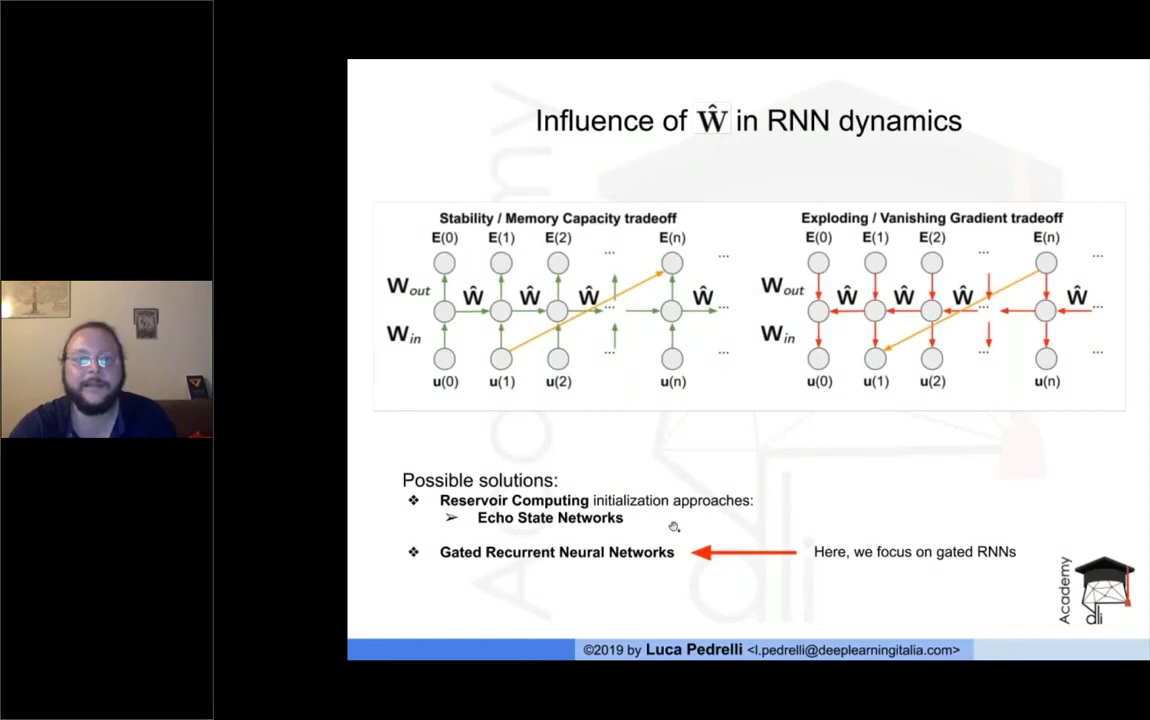 Influence of Ŵ in RNN dynamics
Stability / Memory Capacity tradeoff
E(0) E(1) E(2) ... E(n) ...
W_out Ŵ Ŵ Ŵ ... Ŵ
W_in
... ...
u(0) u(1) u(2) u(n)
Exploding / Vanishing Gradient tradeoff
E(0) E(1) E(2) ... E(n) ...
W_out Ŵ Ŵ Ŵ ... Ŵ ...
W_in
... ...
u(0) u(1) u(2) u(n)
Possible solutions:
❖ Reservoir Computing initialization approaches:
➢ Echo State Networks
❖ Gated Recurrent Neural Networks
Here, we focus on gated RNNs
Academy
dli
©2019 by Luca Pedrelli <l.pedrelli@deeplearningitalia.com>